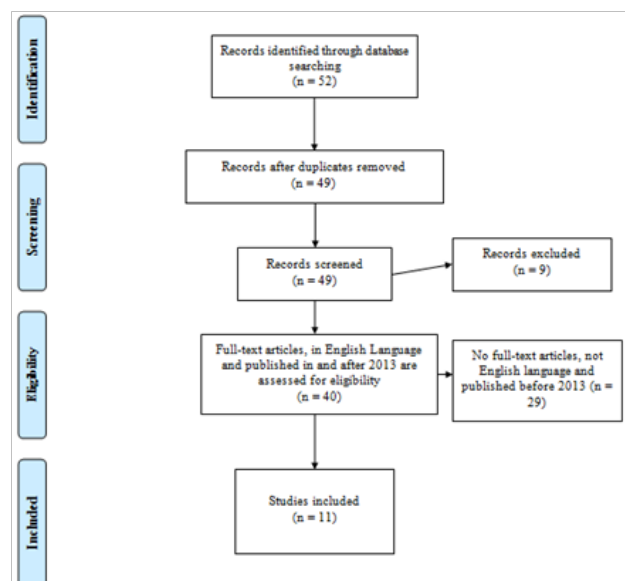 Identification
Records identified through database
searching
(n = 52)
Records after duplicates removed
(n = 49)
Screening
Records screened
(n = 49)
Records excluded
(n = 9)
Eligibility
Full-text articles, in English Language
and published in and after 2013 are
assessed for eligibility
(n = 40)
No full-text articles, not
English language and
published before 2013 (n =
29)
Included
Studies included
(n = 11)